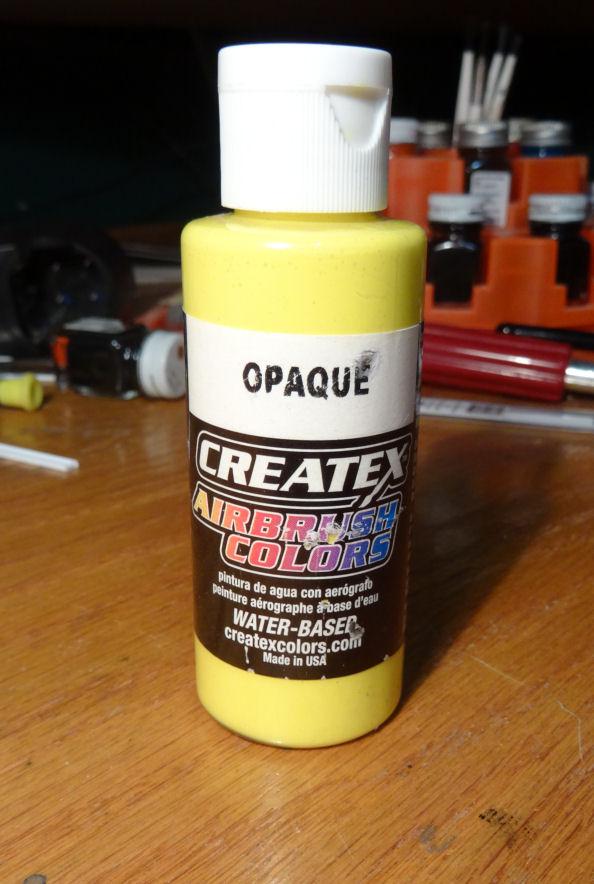 OPAQUE
CREATEX
AIRBRUSH
COLORS
pintura de agua con aerógrafo
peinture aérographe à base d'eau
WATER-BASED
createxcolors.com
Made in USA